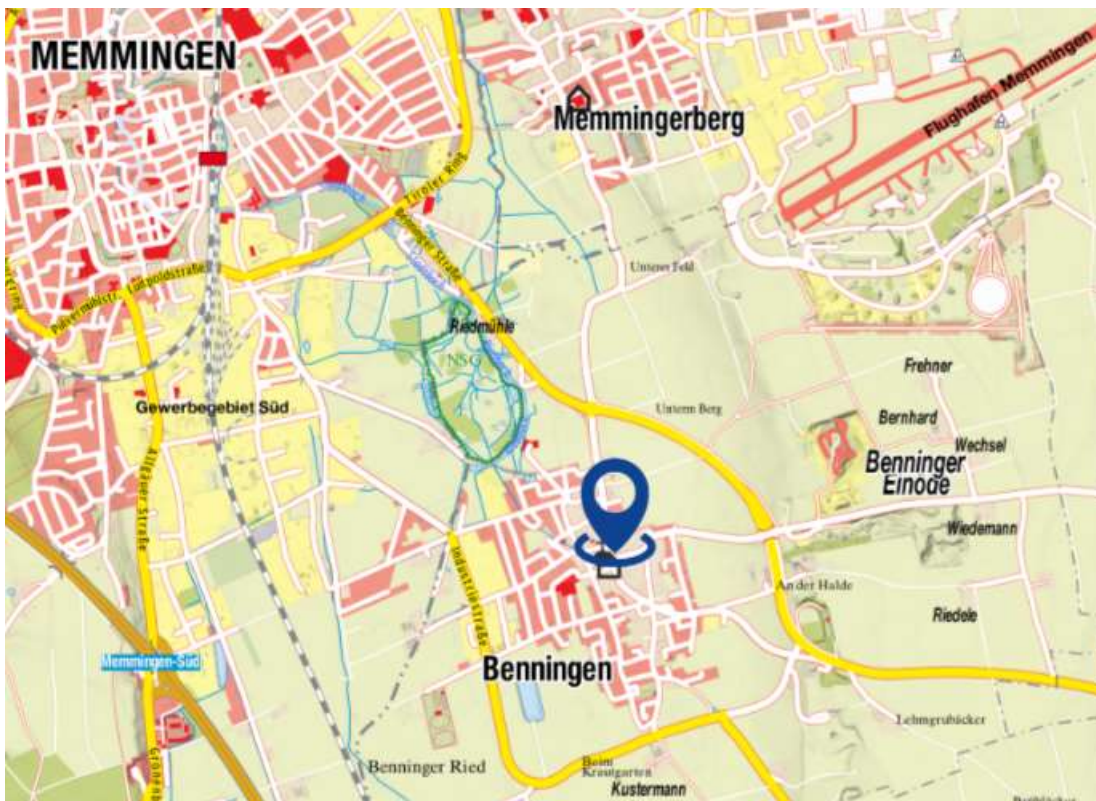 MEMMINGEN
Memmingerberg
Flughafen Memmingen
Tiroler Ring
Benninger Straße
Unteres Feld
Pulvermühlstr.
Luitpoldstraße
Riedmühle
NSG
Frehner
Gewerbegebiet Süd
Unterm Berg
Bernhard
Wechsel
Benninger
Einöde
Allgäuer Straße
Wiedemann
Industriestraße
An der Halde
Riedele
Memmingen-Süd
Benningen
Lehmgrubäcker
Benninger Ried
Beim
Krautgarten
Kustermann